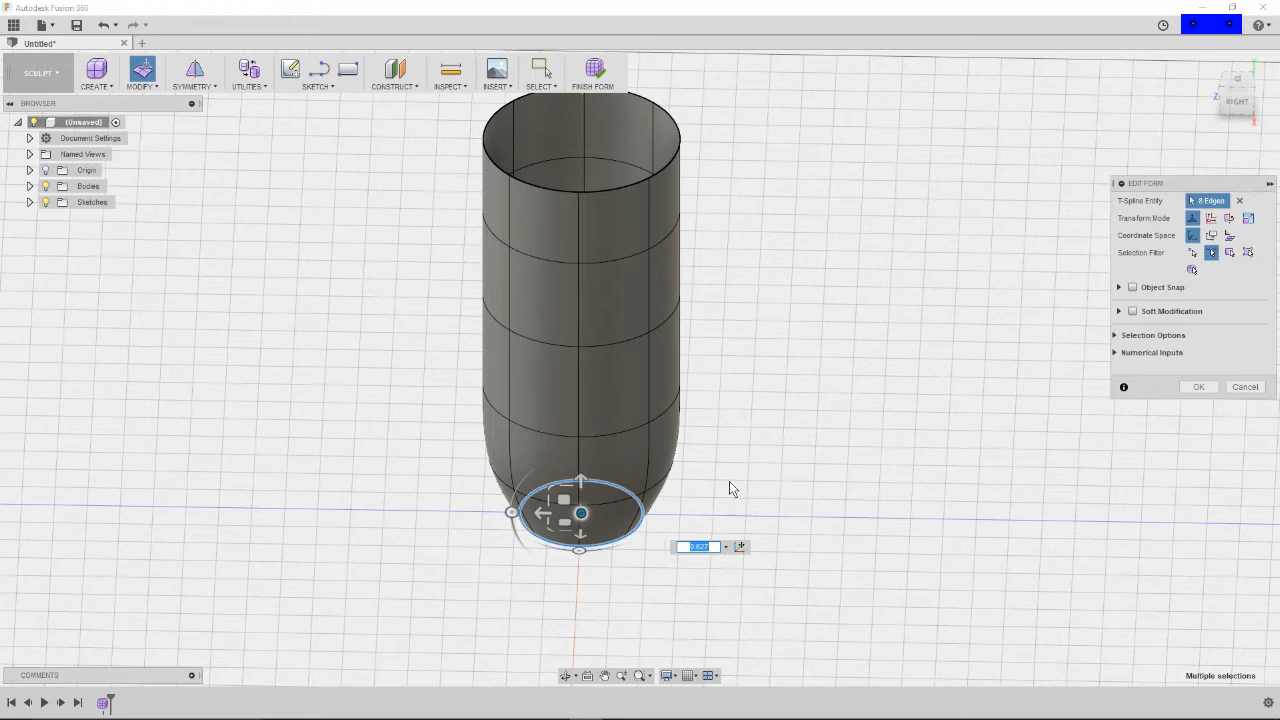 Autodesk Fusion 360
Untitled*
SCULPT
CREATE
MODIFY
SYMMETRY
UTILITIES
SKETCH
CONSTRUCT
INSPECT
INSERT
SELECT
FINISH FORM
RIGHT
Z
Y
X
BROWSER
(Unsaved)
Document Settings
Named Views
Origin
Bodies
Sketches
EDIT FORM
T-Spline Entity
8 Edges
Transform Mode
Coordinate Space
Selection Filter
Object Snap
Soft Modification
Selection Options
Numerical Inputs
OK
Cancel
COMMENTS
Multiple selections